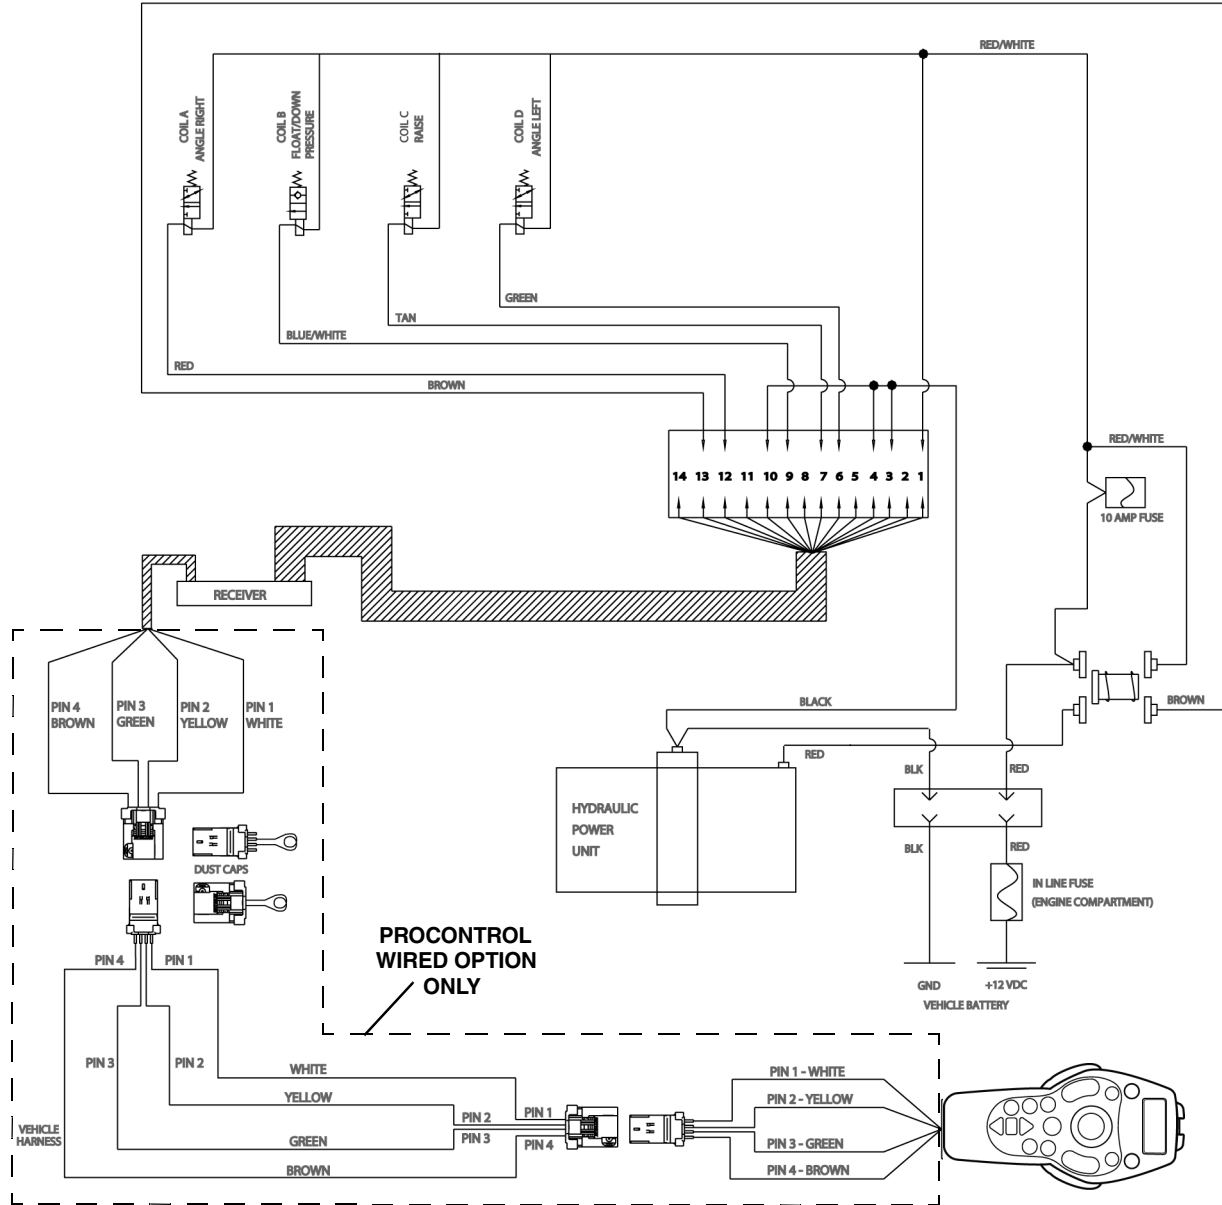 RED/WHITE
COIL A
ANGLE RIGHT
COIL B
FLOAT/DOWN
PRESSURE
COIL C
RAISE
COIL D
ANGLE LEFT
GREEN
TAN
BLUE/WHITE
RED
BROWN
RED/WHITE
14 13 12 11 10 9 8 7 6 5 4 3 2 1
10 AMP FUSE
RECEIVER
PIN 4
BROWN
PIN 3
GREEN
PIN 2
YELLOW
PIN 1
WHITE
BLACK
BROWN
RED
BLK
RED
HYDRAULIC
POWER
UNIT
BLK
RED
DUST CAPS
IN LINE FUSE
(ENGINE COMPARTMENT)
PROCONTROL
WIRED OPTION
ONLY
PIN 4
PIN 1
GND
+12 VDC
VEHICLE BATTERY
PIN 3
PIN 2
WHITE
YELLOW
GREEN
BROWN
VEHICLE
HARNESS
PIN 1
PIN 2
PIN 3
PIN 4
PIN 1 - WHITE
PIN 2 - YELLOW
PIN 3 - GREEN
PIN 4 - BROWN